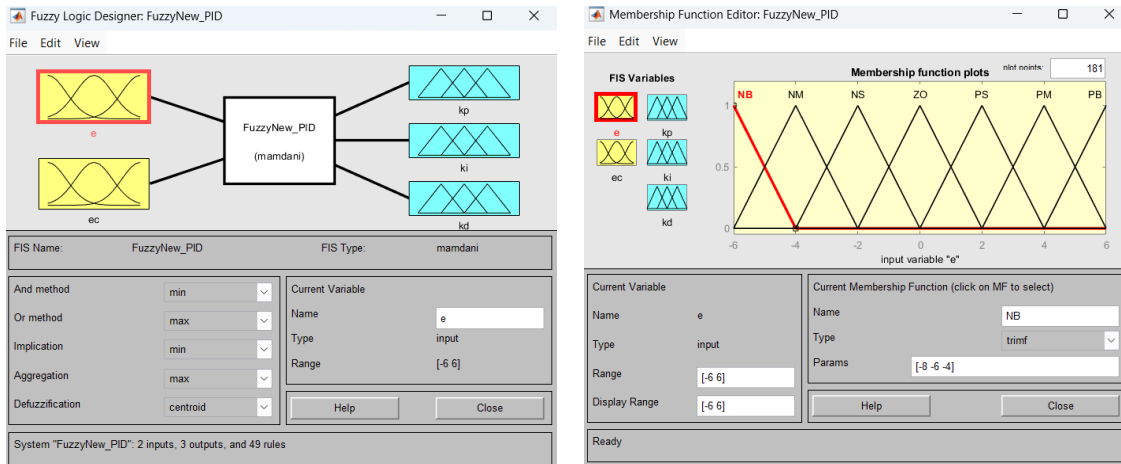 Fuzzy Logic Designer: FuzzyNew_PID
File Edit View
e
ec
FuzzyNew_PID
(mamdani)
kp
ki
kd
FIS Name: FuzzyNew_PID FIS Type: mamdani
And method min
Or method max
Implication min
Aggregation max
Defuzzification centroid
Current Variable
Name e
Type input
Range [-6 6]
Help Close
System "FuzzyNew_PID": 2 inputs, 3 outputs, and 49 rules
Membership Function Editor: FuzzyNew_PID
File Edit View
FIS Variables
e
ec
kp
ki
kd
Membership function plots plot points: 181
NB NM NS ZO PS PM PB
1
0.5
0
-6 -4 -2 0 2 4 6
input variable "e"
Current Variable
Name e
Type input
Range [-6 6]
Display Range [-6 6]
Current Membership Function (click on MF to select)
Name NB
Type trimf
Params [-8 -6 -4]
Help Close
Ready